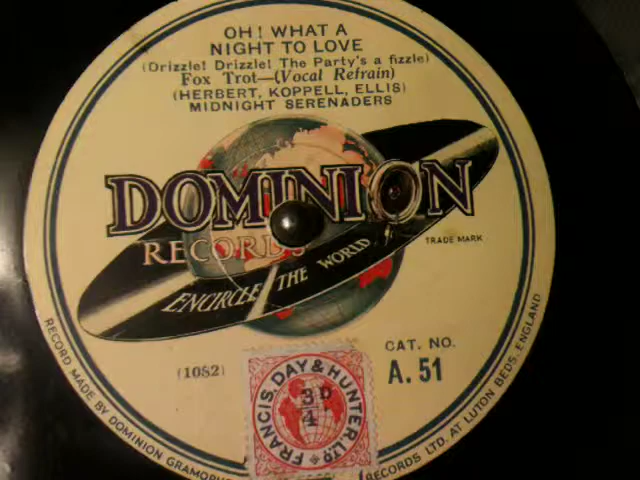 OH! WHAT A
NIGHT TO LOVE
(Drizzle! Drizzle! The Party's a fizzle)
Fox Trot—(Vocal Refrain)
(HERBERT, KOPPELL, ELLIS)
MIDNIGHT SERENADERS
DOMINION
RECORDS
TRADE MARK
ENCIRCLE THE WORLD
(1082)
CAT. NO.
A. 51
FRANCIS, DAY & HUNTER LTD.
RECORD MADE BY DOMINION
RECORDS LTD. AT LUTON BEDS. ENGLAND